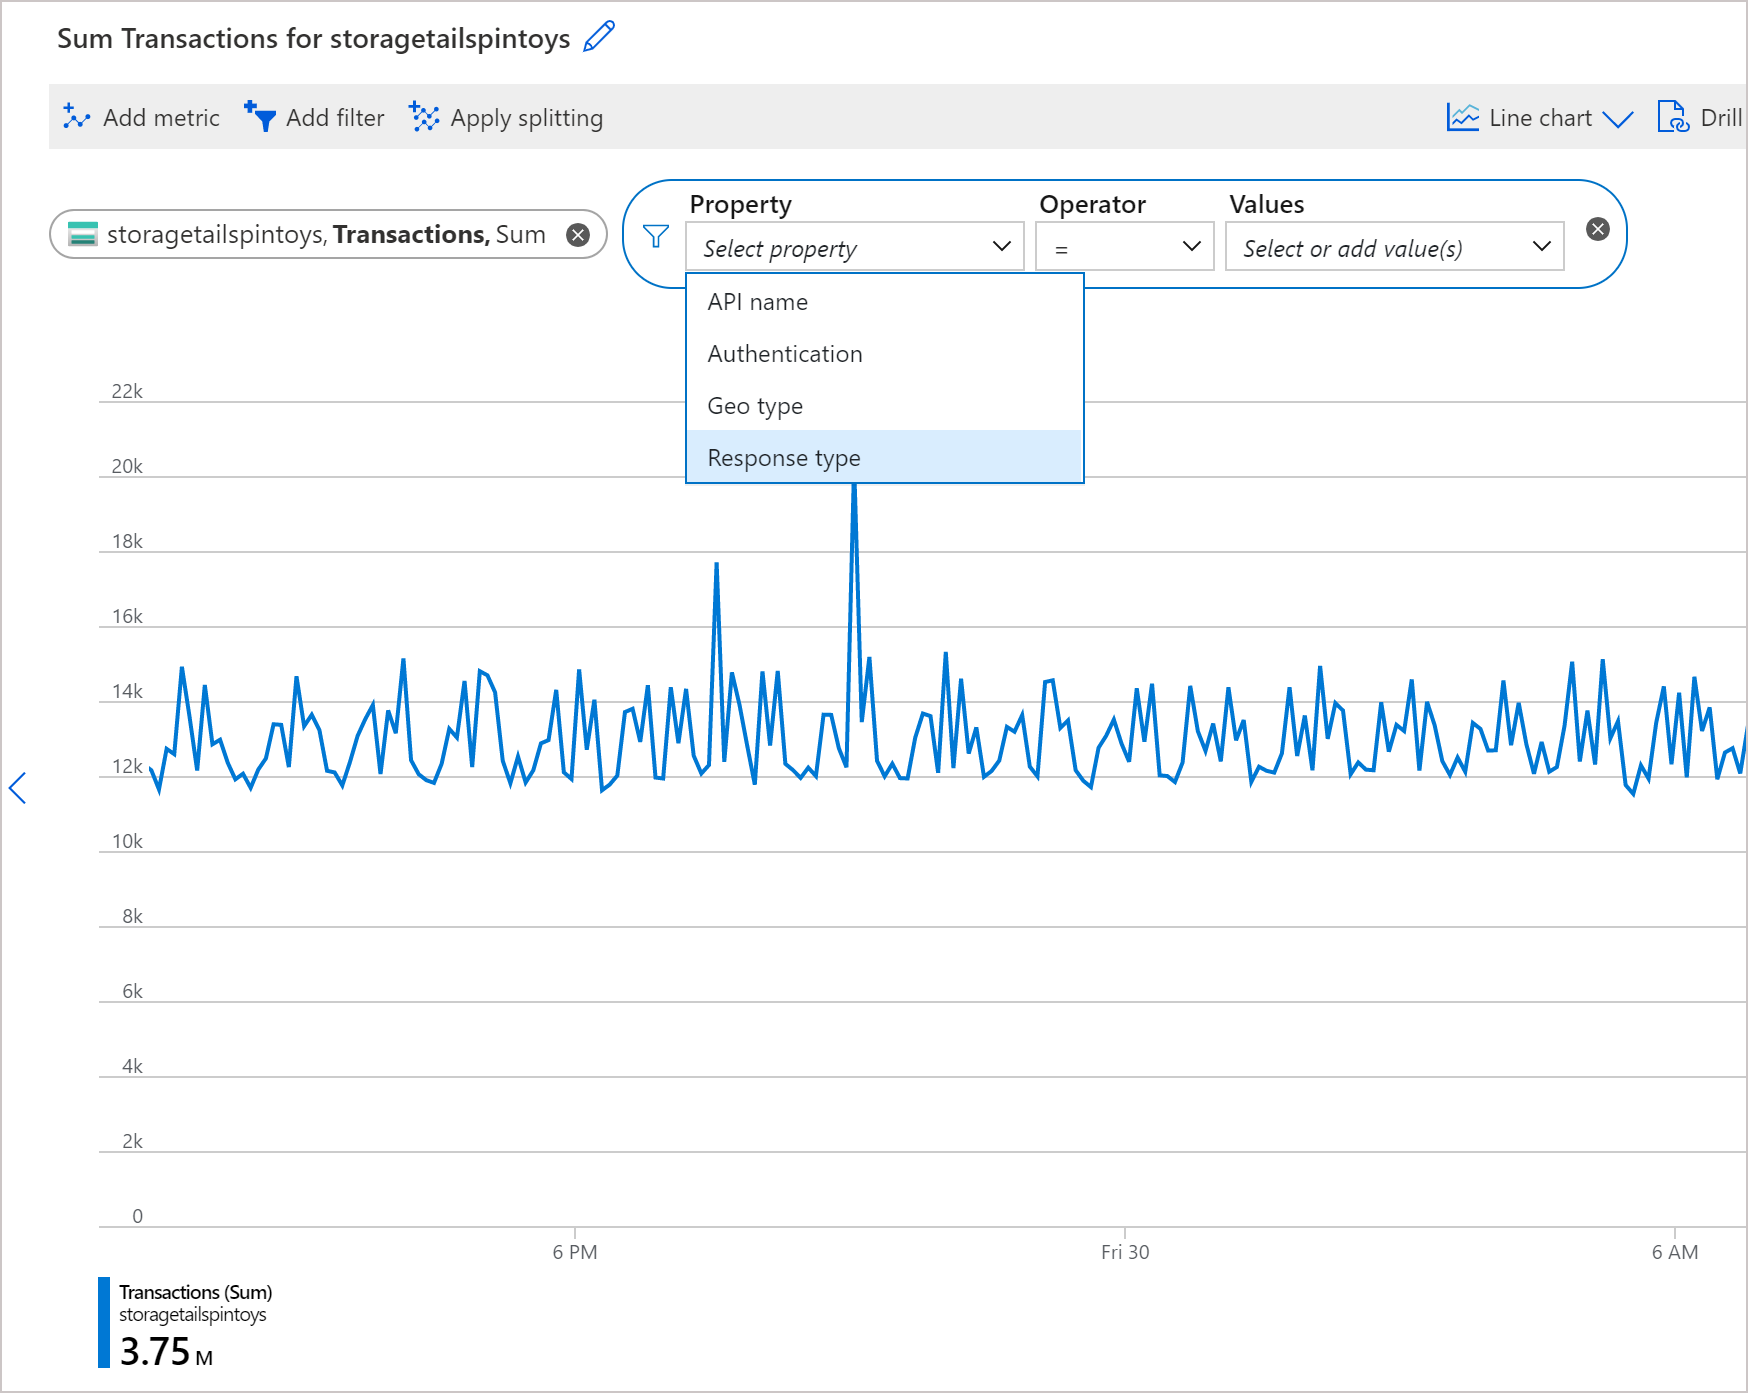 Sum Transactions for storagetailspintoys
Add metric
Add filter
Apply splitting
Line chart
Drill
storagetailspintoys, Transactions, Sum
Property
Operator
Values
Select property
=
Select or add value(s)
API name
Authentication
Geo type
Response type
22k
20k
18k
16k
14k
12k
10k
8k
6k
4k
2k
0
6 PM
Fri 30
6 AM
Transactions (Sum)
storagetailspintoys
3.75 M